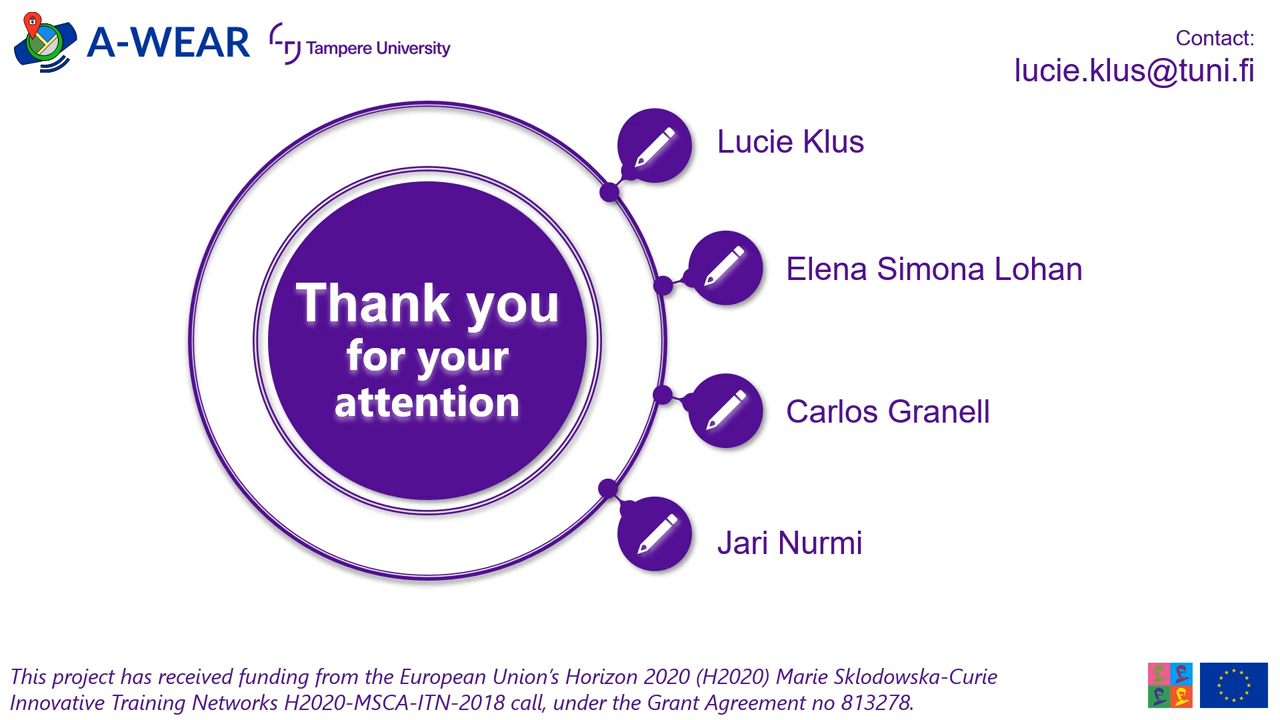 A-WEAR
Tampere University
Contact:
lucie.klus@tuni.fi
Thank you
for your
attention
Lucie Klus
Elena Simona Lohan
Carlos Granell
Jari Nurmi
This project has received funding from the European Union's Horizon 2020 (H2020) Marie Sklodowska-Curie
Innovative Training Networks H2020-MSCA-ITN-2018 call, under the Grant Agreement no 813278.